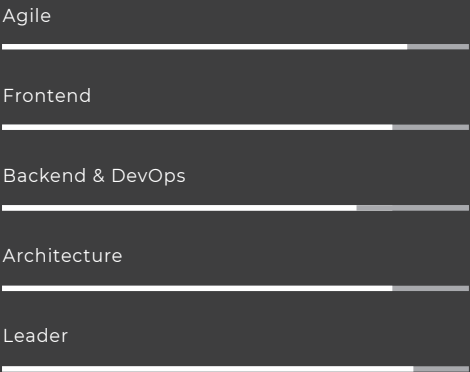 Agile
Frontend
Backend & DevOps
Architecture
Leader